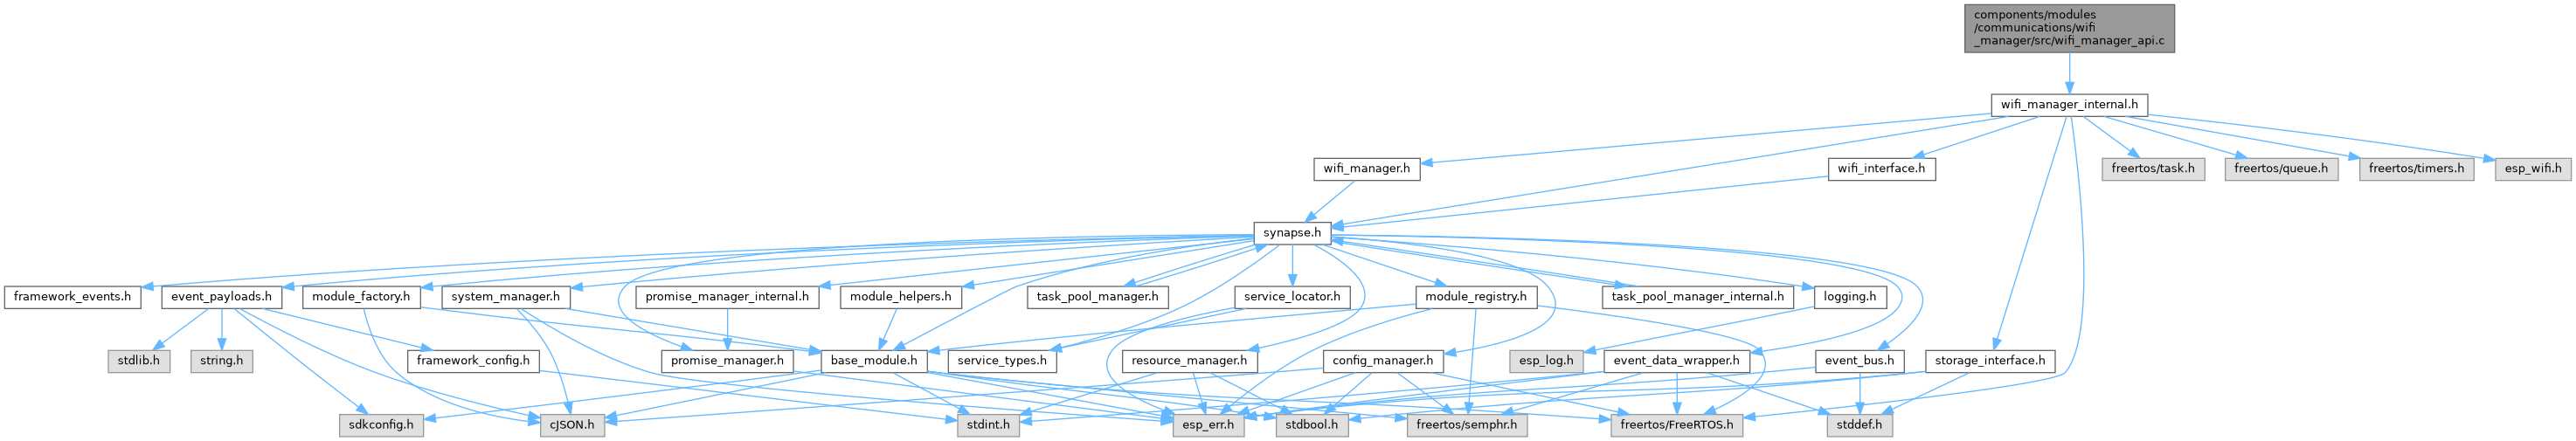 components/modules
/communications/wifi
_manager/src/wifi_manager_api.c
wifi_manager_internal.h
wifi_manager.h
wifi_interface.h
freertos/task.h
freertos/queue.h
freertos/timers.h
esp_wifi.h
synapse.h
framework_events.h
event_payloads.h
module_factory.h
system_manager.h
promise_manager_internal.h
module_helpers.h
task_pool_manager.h
service_locator.h
module_registry.h
task_pool_manager_internal.h
logging.h
stdlib.h
string.h
framework_config.h
promise_manager.h
base_module.h
service_types.h
resource_manager.h
config_manager.h
esp_log.h
event_data_wrapper.h
event_bus.h
storage_interface.h
sdkconfig.h
cJSON.h
stdint.h
esp_err.h
stdbool.h
freertos/semphr.h
freertos/FreeRTOS.h
stddef.h